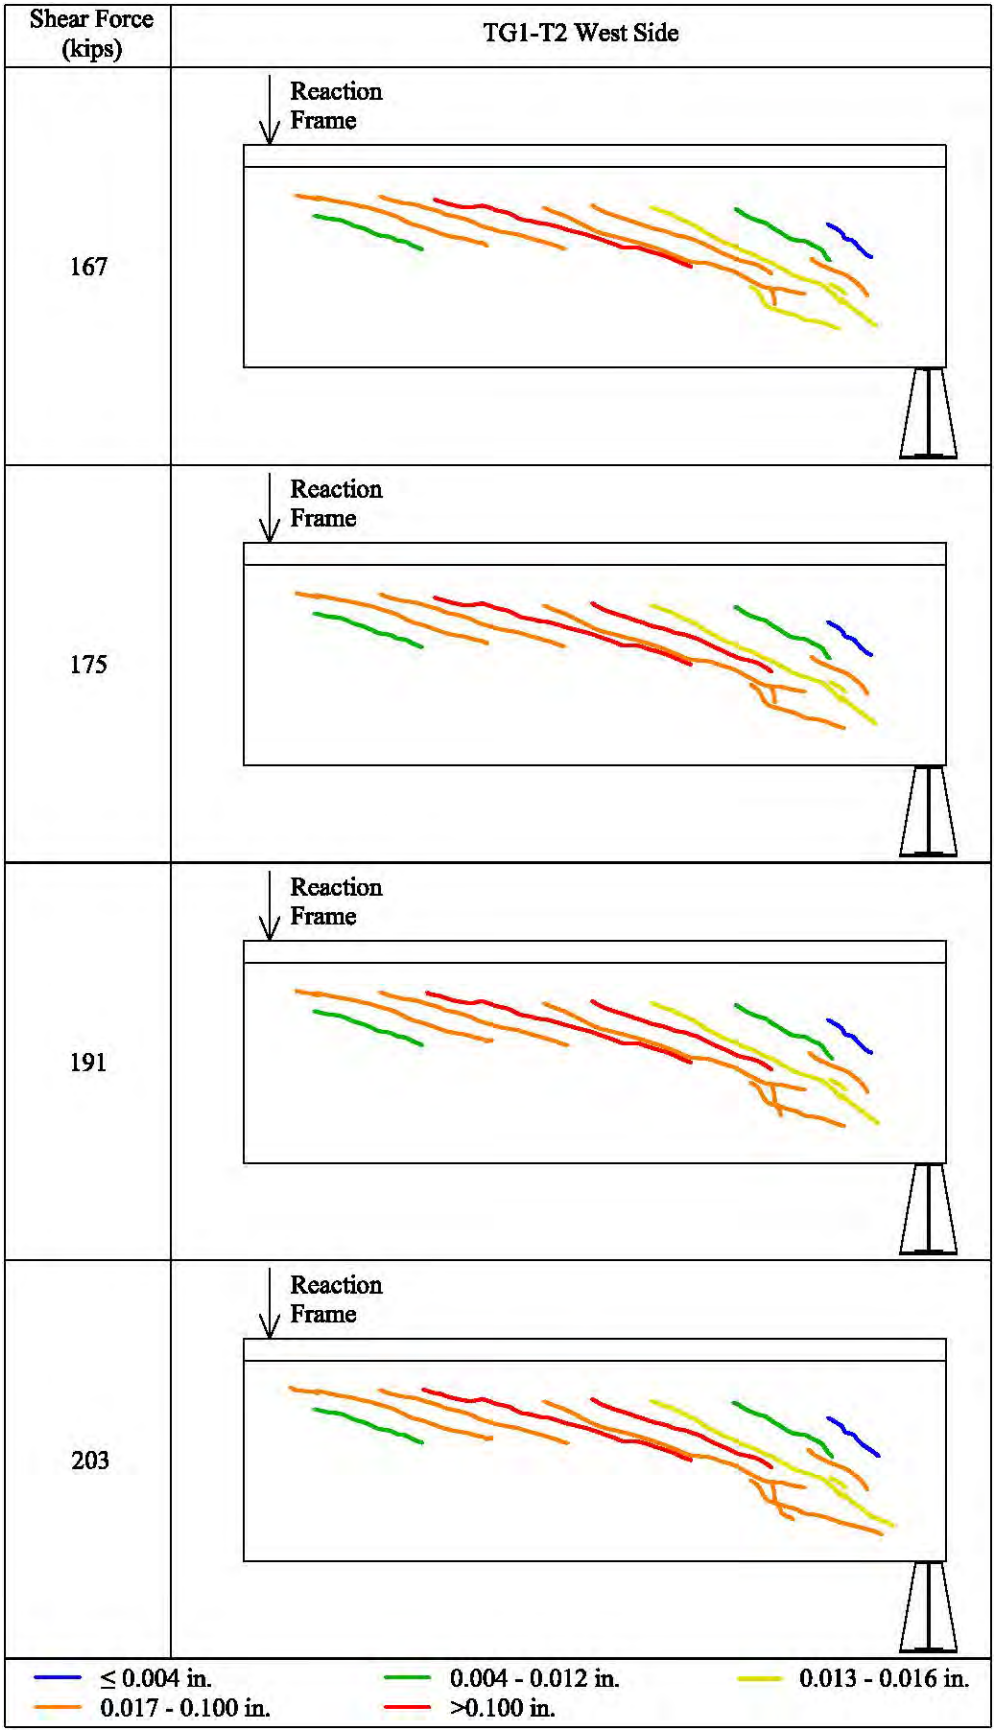 Shear Force
(kips)
TG1-T2 West Side
Reaction
Frame
167
Reaction
Frame
175
Reaction
Frame
191
Reaction
Frame
203
≤ 0.004 in.
0.004 - 0.012 in.
0.013 - 0.016 in.
0.017 - 0.100 in.
>0.100 in.